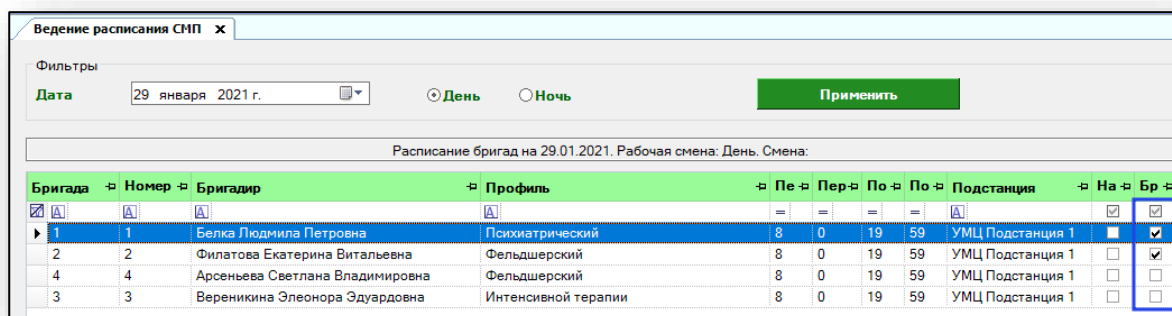 Ведение расписания СМП x
Фильтры
Дата 29 января 2021 г. День Ночь Применить
Расписание бригад на 29.01.2021. Рабочая смена: День. Смена:
Бригада Номер Бригадир Профиль Пе Пер По По Подстанция На Бр
A A A A = = = = A
1 1 Белка Людмила Петровна Психиатрический 8 0 19 59 УМЦ Подстанция 1
2 2 Филатова Екатерина Витальевна Фельдшерский 8 0 19 59 УМЦ Подстанция 1
4 4 Арсеньева Светлана Владимировна Фельдшерский 8 0 19 59 УМЦ Подстанция 1
3 3 Вереникина Элеонора Эдуардовна Интенсивной терапии 8 0 19 59 УМЦ Подстанция 1